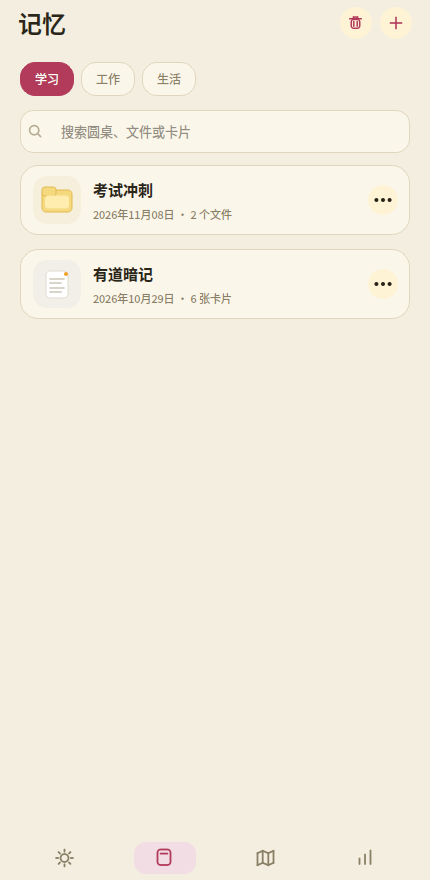 记忆
学习
工作
生活
搜索圆桌、文件或卡片
考试冲刺
2026年11月08日 · 2 个文件
有道暗记
2026年10月29日 · 6 张卡片